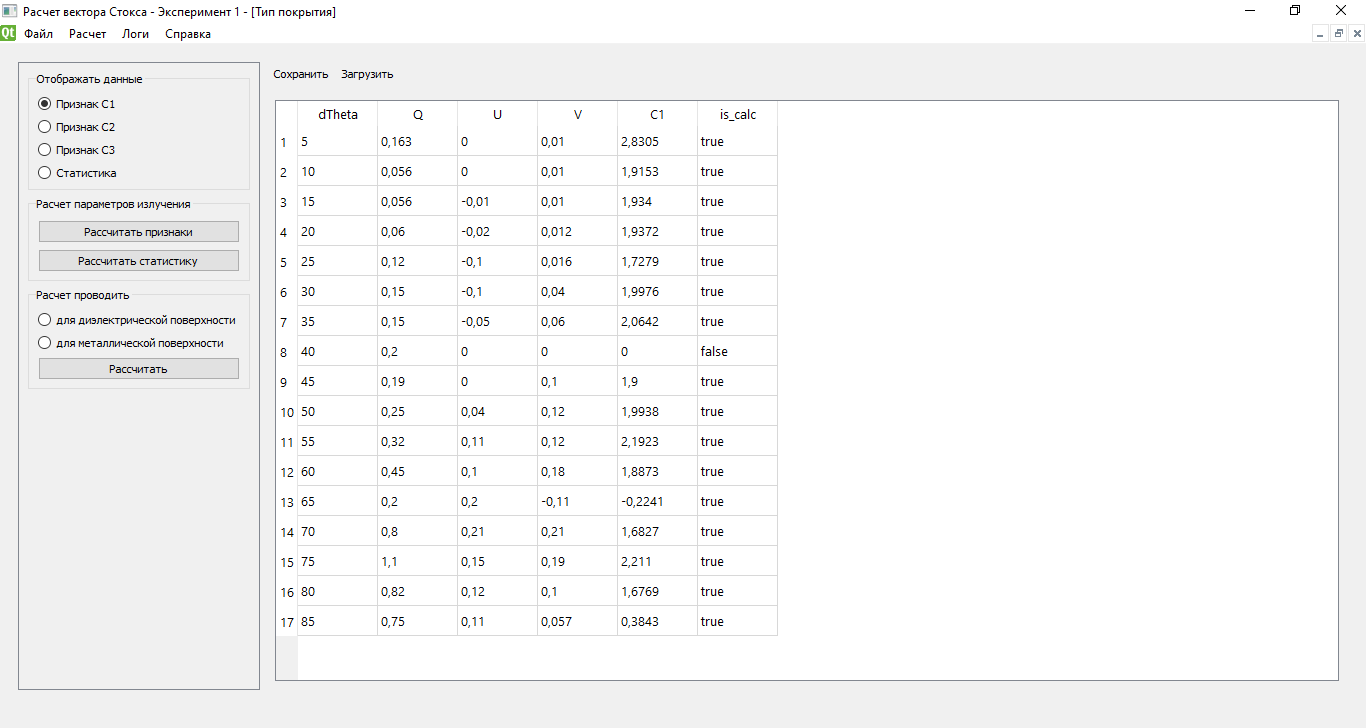 Расчет вектора Стокса - Эксперимент 1 - [Тип покрытия]
Qt Файл Расчет Логи Справка
Отображать данные
Признак С1
Признак С2
Признак С3
Статистика
Расчет параметров излучения
Рассчитать признаки
Рассчитать статистику
Расчет проводить
для диэлектрической поверхности
для металлической поверхности
Рассчитать
Сохранить Загрузить
dTheta Q U V C1 is_calc
1 5 0,163 0 0,01 2,8305 true
2 10 0,056 0 0,01 1,9153 true
3 15 0,056 -0,01 0,01 1,934 true
4 20 0,06 -0,02 0,012 1,9372 true
5 25 0,12 -0,1 0,016 1,7279 true
6 30 0,15 -0,1 0,04 1,9976 true
7 35 0,15 -0,05 0,06 2,0642 true
8 40 0,2 0 0 0 false
9 45 0,19 0 0,1 1,9 true
10 50 0,25 0,04 0,12 1,9938 true
11 55 0,32 0,11 0,12 2,1923 true
12 60 0,45 0,1 0,18 1,8873 true
13 65 0,2 0,2 -0,11 -0,2241 true
14 70 0,8 0,21 0,21 1,6827 true
15 75 1,1 0,15 0,19 2,211 true
16 80 0,82 0,12 0,1 1,6769 true
17 85 0,75 0,11 0,057 0,3843 true